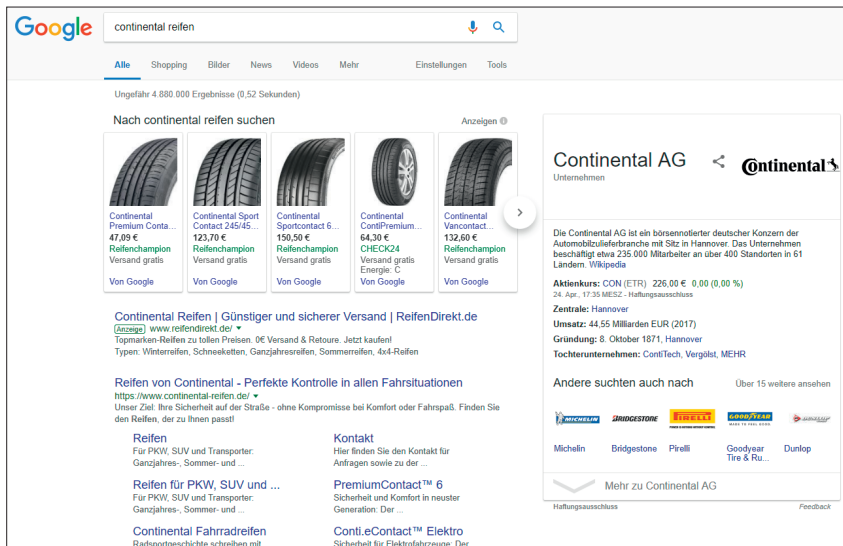 Google
continental reifen
Alle Shopping Bilder News Videos Mehr Einstellungen Tools
Ungefähr 4.880.000 Ergebnisse (0,52 Sekunden)
Nach continental reifen suchen
Anzeigen
Continental
Premium Conta...
47,09 €
Reifenchampion
Versand gratis
Von Google
Continental Sport
Contact 245/45...
123,70 €
Reifenchampion
Versand gratis
Von Google
Continental
Sportcontact 6...
150,50 €
Reifenchampion
Versand gratis
Von Google
Continental
ContiPremium...
64,30 €
CHECK24
Versand gratis
Energie: C
Von Google
Continental
Vancontact...
132,60 €
Reifenchampion
Versand gratis
Von Google
Continental Reifen | Günstiger und sicherer Versand | ReifenDirekt.de
Anzeige www.reifendirekt.de/
Topmarken-Reifen zu tollen Preisen. 0€ Versand & Retoure. Jetzt kaufen!
Typen: Winterreifen, Schneeketten, Ganzjahresreifen, Sommerreifen, 4x4-Reifen
Reifen von Continental - Perfekte Kontrolle in allen Fahrsituationen
https://www.continental-reifen.de/
Unser Ziel: Ihre Sicherheit auf der Straße - ohne Kompromisse bei Komfort oder Fahrspaß. Finden Sie
den Reifen, der zu Ihnen passt!
Reifen
Für PKW, SUV und Transporter:
Ganzjahres-, Sommer- und ...
Kontakt
Hier finden Sie den Kontakt für
Anfragen sowie zu der ...
Reifen für PKW, SUV und ...
Für PKW, SUV und Transporter:
Ganzjahres-, Sommer- und ...
PremiumContact™ 6
Sicherheit und Komfort in neuster
Generation: Der ...
Continental Fahrradreifen
Radsportgeschichte schreiben mit
Conti.eContact™ Elektro
Sicherheit für Elektrofahrzeuge: Der
Continental AG
Unternehmen
Continental
Die Continental AG ist ein börsennotierter deutscher Konzern der
Automobilzulieferbranche mit Sitz in Hannover. Das Unternehmen
beschäftigt etwa 235.000 Mitarbeiter an über 400 Standorten in 61
Ländern. Wikipedia
Aktienkurs: CON (ETR) 226,00 € 0,00 (0,00 %)
24. Apr., 17:35 MESZ - Haftungsausschluss
Zentrale: Hannover
Umsatz: 44,55 Milliarden EUR (2017)
Gründung: 8. Oktober 1871, Hannover
Tochterunternehmen: ContiTech, Vergölst, MEHR
Andere suchten auch nach
Über 15 weitere ansehen
MICHELIN BRIDGESTONE PIRELLI GOODYEAR DUNLOP
Michelin
Bridgestone
Pirelli
Goodyear
Tire & Ru...
Dunlop
Mehr zu Continental AG
Haftungsausschluss
Feedback